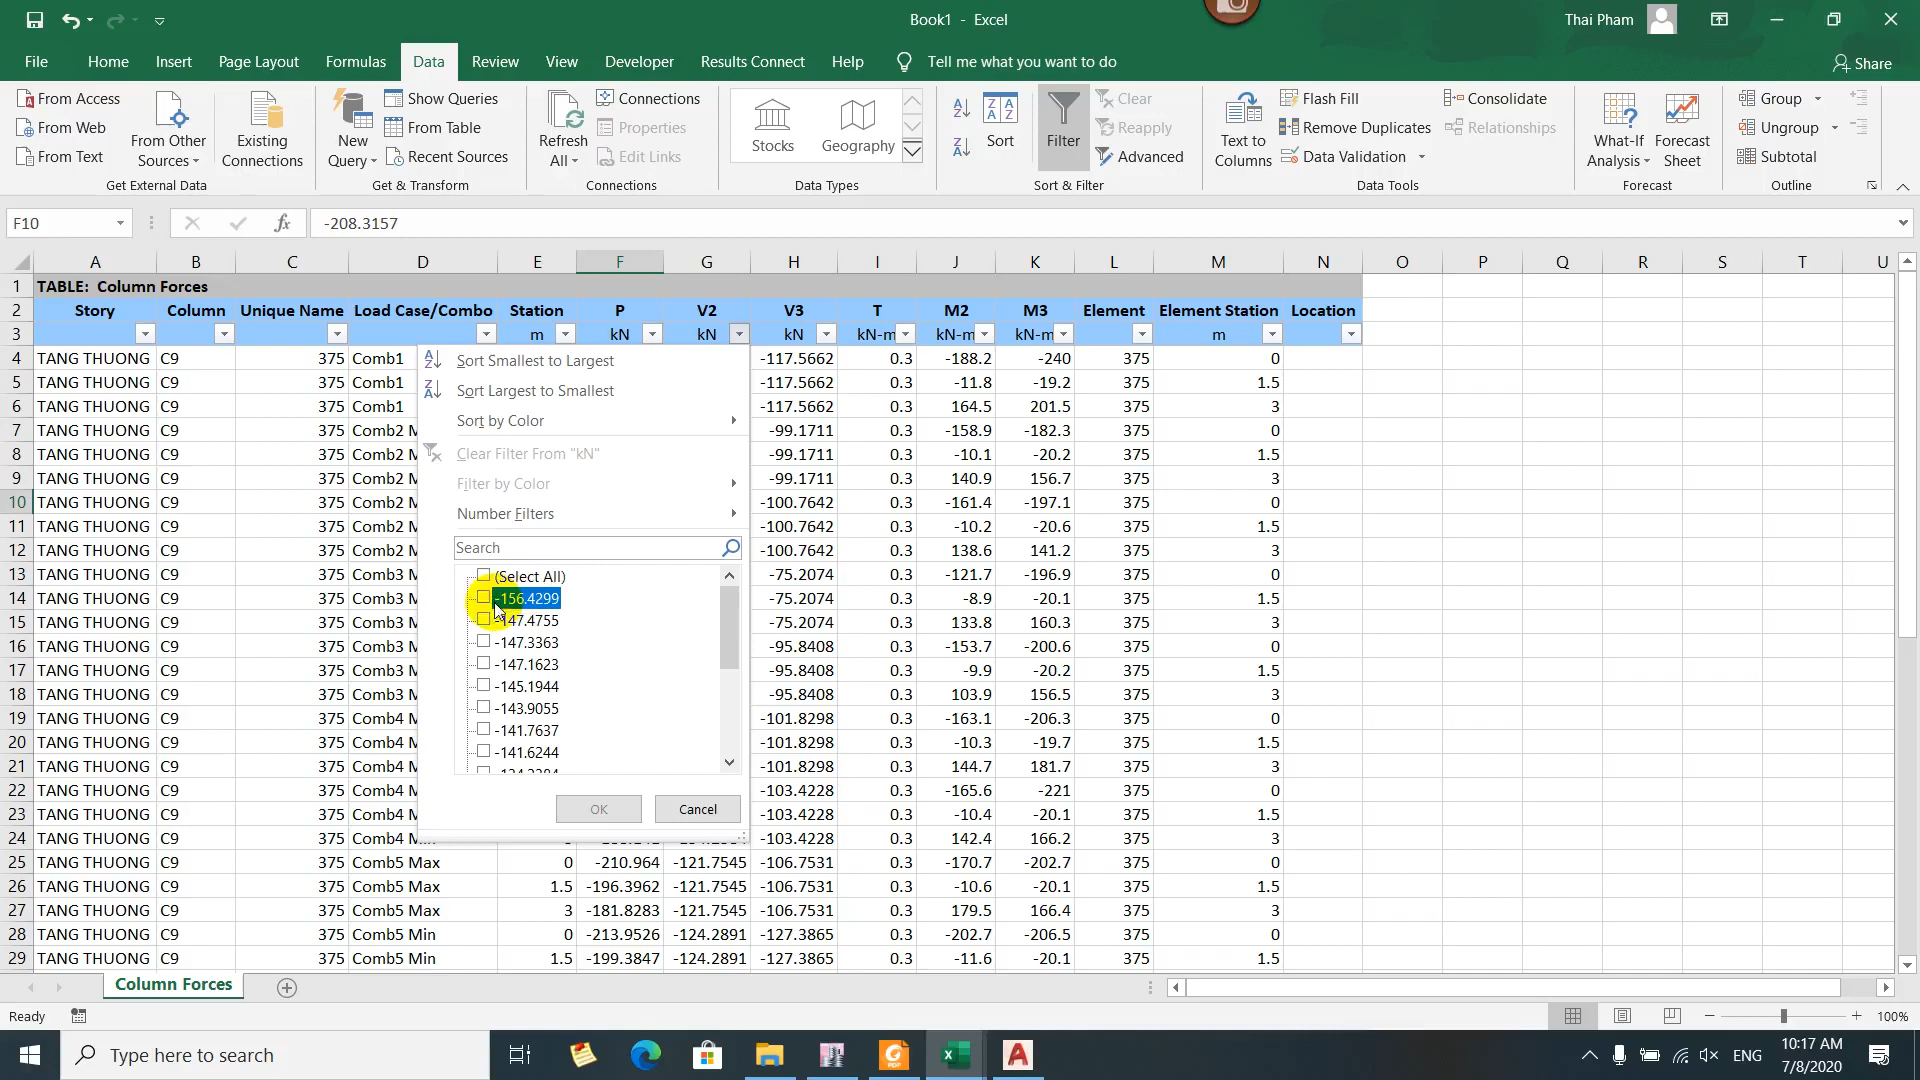 Book1 - Excel
Thai Pham
File Home Insert Page Layout Formulas Data Review View Developer Results Connect Help Tell me what you want to do Share
From Access
From Web
From Text
From Other Sources
Existing Connections
Get External Data
New Query
Show Queries
From Table
Recent Sources
Get & Transform
Refresh All
Connections
Properties
Edit Links
Connections
Stocks
Geography
Data Types
Sort
Filter
Clear
Reapply
Advanced
Sort & Filter
Text to Columns
Flash Fill
Remove Duplicates
Data Validation
Consolidate
Relationships
Data Tools
What-If Analysis
Forecast Sheet
Forecast
Group
Ungroup
Subtotal
Outline
F10 fx -208.3157
A B C D E F G H I J K L M N O P Q R S T U
1 TABLE: Column Forces
2 Story Column Unique Name Load Case/Combo Station P V2 V3 T M2 M3 Element Element Station Location
3 m kN kN kN kN-m kN-m kN-m m
4 TANG THUONG C9 375 Comb1 -117.5662 0.3 -188.2 -240 375 0
5 TANG THUONG C9 375 Comb1 -117.5662 0.3 -11.8 -19.2 375 1.5
6 TANG THUONG C9 375 Comb1 -117.5662 0.3 164.5 201.5 375 3
7 TANG THUONG C9 375 Comb2 M -99.1711 0.3 -158.9 -182.3 375 0
8 TANG THUONG C9 375 Comb2 M -99.1711 0.3 -10.1 -20.2 375 1.5
9 TANG THUONG C9 375 Comb2 M -99.1711 0.3 140.9 156.7 375 3
10 TANG THUONG C9 375 Comb2 M -100.7642 0.3 -161.4 -197.1 375 0
11 TANG THUONG C9 375 Comb2 M -100.7642 0.3 -10.2 -20.6 375 1.5
12 TANG THUONG C9 375 Comb2 M -100.7642 0.3 138.6 141.2 375 3
13 TANG THUONG C9 375 Comb3 M -75.2074 0.3 -121.7 -196.9 375 0
14 TANG THUONG C9 375 Comb3 M -75.2074 0.3 -8.9 -20.1 375 1.5
15 TANG THUONG C9 375 Comb3 M -75.2074 0.3 133.8 160.3 375 3
16 TANG THUONG C9 375 Comb3 M -95.8408 0.3 -153.7 -200.6 375 0
17 TANG THUONG C9 375 Comb3 M -95.8408 0.3 -9.9 -20.2 375 1.5
18 TANG THUONG C9 375 Comb3 M -95.8408 0.3 103.9 156.5 375 3
19 TANG THUONG C9 375 Comb4 M -101.8298 0.3 -163.1 -206.3 375 0
20 TANG THUONG C9 375 Comb4 M -101.8298 0.3 -10.3 -19.7 375 1.5
21 TANG THUONG C9 375 Comb4 M -101.8298 0.3 144.7 181.7 375 3
22 TANG THUONG C9 375 Comb4 M -103.4228 0.3 -165.6 -221 375 0
23 TANG THUONG C9 375 Comb4 M -103.4228 0.3 -10.4 -20.1 375 1.5
24 TANG THUONG C9 375 Comb4 -103.4228 0.3 142.4 166.2 375 3
25 TANG THUONG C9 375 Comb5 Max 0 -210.964 -121.7545 -106.7531 0.3 -170.7 -202.7 375 0
26 TANG THUONG C9 375 Comb5 Max 1.5 -196.3962 -121.7545 -106.7531 0.3 -10.6 -20.1 375 1.5
27 TANG THUONG C9 375 Comb5 Max 3 -181.8283 -121.7545 -106.7531 0.3 179.5 166.4 375 3
28 TANG THUONG C9 375 Comb5 Min 0 -213.9526 -124.2891 -127.3865 0.3 -202.7 -206.5 375 0
29 TANG THUONG C9 375 Comb5 Min 1.5 -199.3847 -124.2891 -127.3865 0.3 -11.6 -20.1 375 1.5
Sort Smallest to Largest
Sort Largest to Smallest
Sort by Color
Clear Filter From "kN"
Filter by Color
Number Filters
Search
(Select All)
-156.4299
-147.4755
-147.3363
-147.1623
-145.1944
-143.9055
-141.7637
-141.6244
OK Cancel
Column Forces
Ready 100%
Type here to search
ENG
10:17 AM
7/8/2020